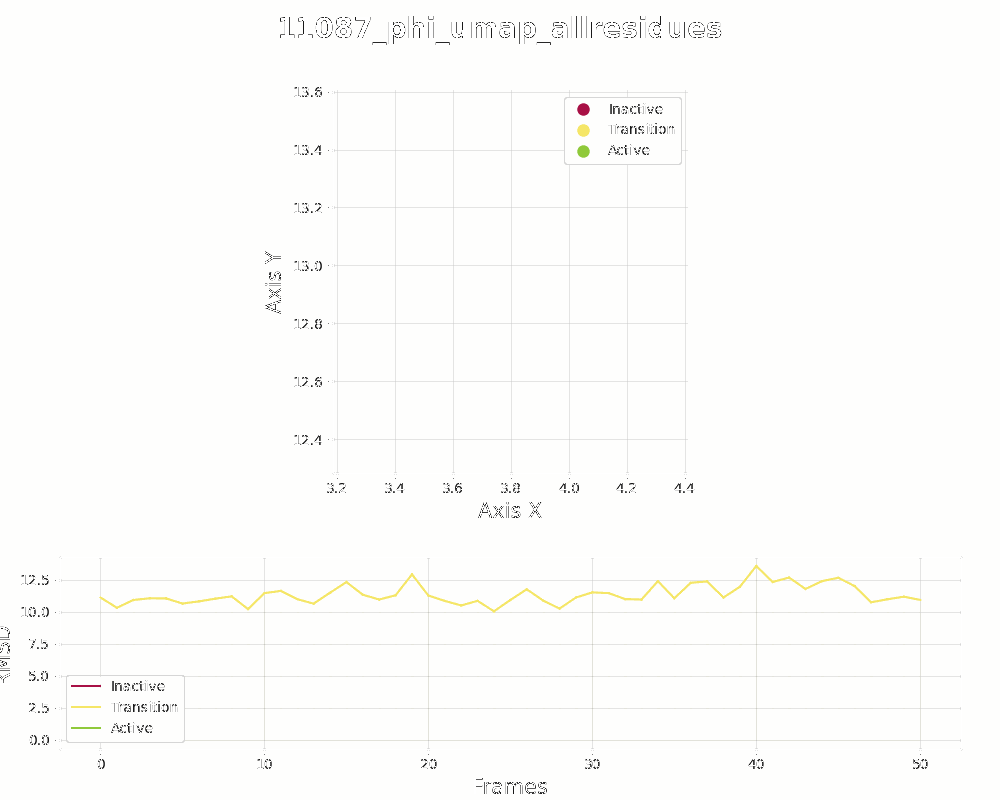 11087_phi_umap_allresidues
13.6
13.4
13.2
13.0
12.8
12.6
12.4
Axis Y
Inactive
Transition
Active
3.2 3.4 3.6 3.8 4.0 4.2 4.4
Axis X
12.5
10.0
7.5
5.0
2.5
0.0
RMSD
Inactive
Transition
Active
0 10 20 30 40 50
Frames